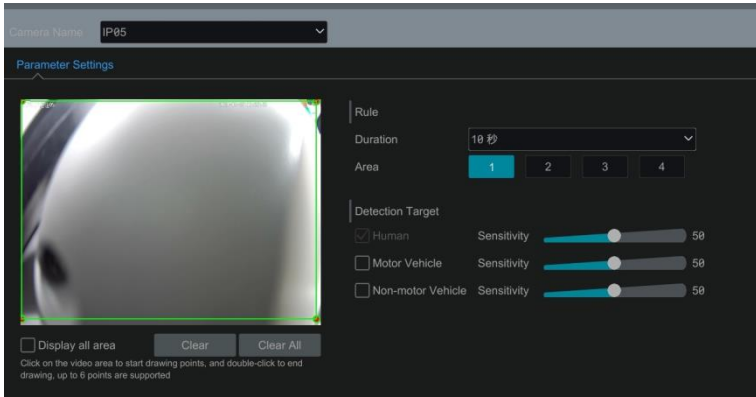 Camera Name IP05
Parameter Settings
Rule
Duration 10 秒
Area 1 2 3 4
Detection Target
Human Sensitivity 50
Motor Vehicle Sensitivity 50
Non-motor Vehicle Sensitivity 50
Display all area Clear Clear All
Click on the video area to start drawing points, and double-click to end
drawing, up to 6 points are supported